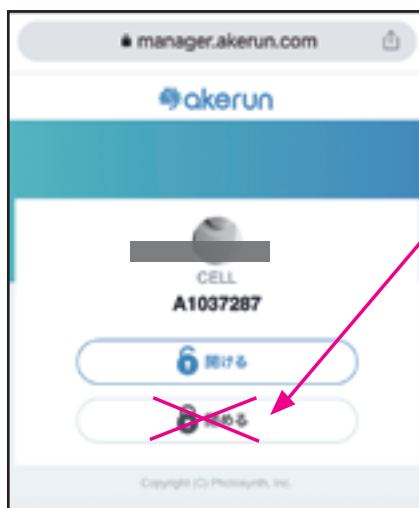 manager.akerun.com
akerun
CELL
A1037287
開ける
閉める
Copyright (C) Photosynth, Inc.